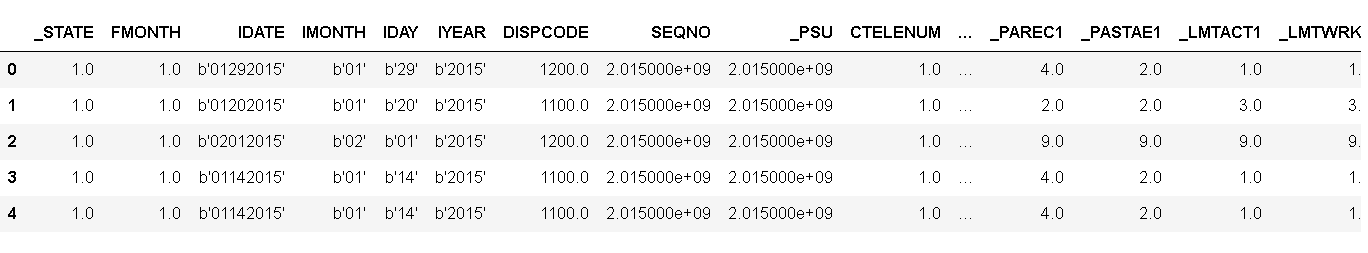 _STATE FMONTH IDATE IMONTH IDAY IYEAR DISPCODE SEQNO _PSU CTELENUM ... _PAREC1 _PASTAE1 _LMTACT1 _LMTWRK
0 1.0 1.0 b'01292015' b'01' b'29' b'2015' 1200.0 2.015000e+09 2.015000e+09 1.0 ... 4.0 2.0 1.0 1.
1 1.0 1.0 b'01202015' b'01' b'20' b'2015' 1100.0 2.015000e+09 2.015000e+09 1.0 ... 2.0 2.0 3.0 3.
2 1.0 1.0 b'02012015' b'02' b'01' b'2015' 1200.0 2.015000e+09 2.015000e+09 1.0 ... 9.0 9.0 9.0 9.
3 1.0 1.0 b'01142015' b'01' b'14' b'2015' 1100.0 2.015000e+09 2.015000e+09 1.0 ... 4.0 2.0 1.0 1.
4 1.0 1.0 b'01142015' b'01' b'14' b'2015' 1100.0 2.015000e+09 2.015000e+09 1.0 ... 4.0 2.0 1.0 1.